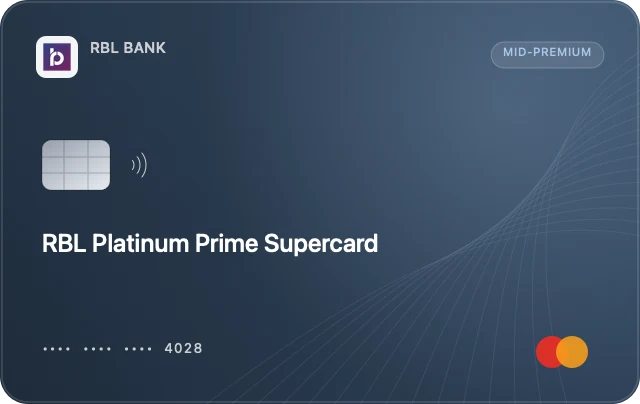 RBL BANK
MID-PREMIUM
RBL Platinum Prime Supercard
•••• •••• •••• 4028